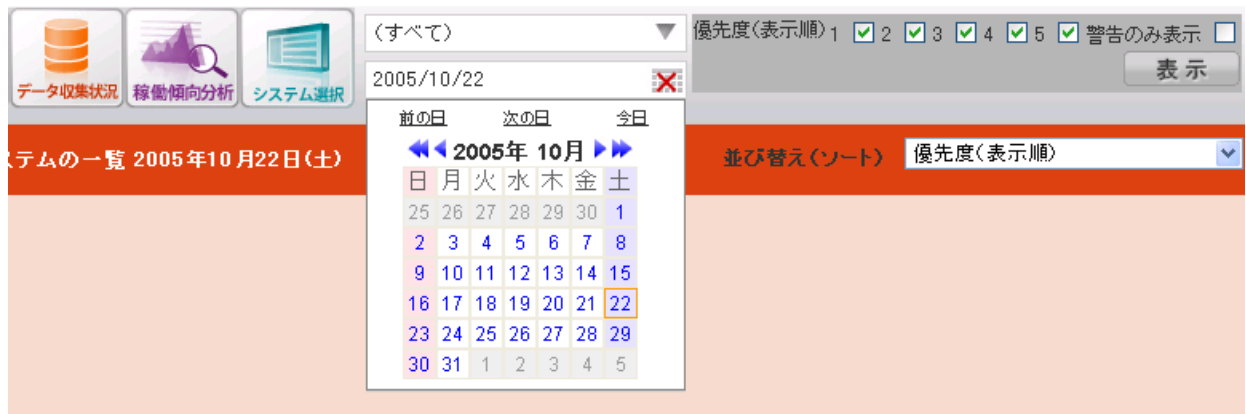 データ収集状況
稼働傾向分析
システム選択
(すべて)
優先度(表示順) 1 2 3 4 5 警告のみ表示
表示
2005/10/22
前の日 次の日 今日
2005年 10月
日 月 火 水 木 金 土
25 26 27 28 29 30 1
2 3 4 5 6 7 8
9 10 11 12 13 14 15
16 17 18 19 20 21 22
23 24 25 26 27 28 29
30 31 1 2 3 4 5
ステムの一覧 2005年10月22日(土)
並び替え(ソート)
優先度(表示順)